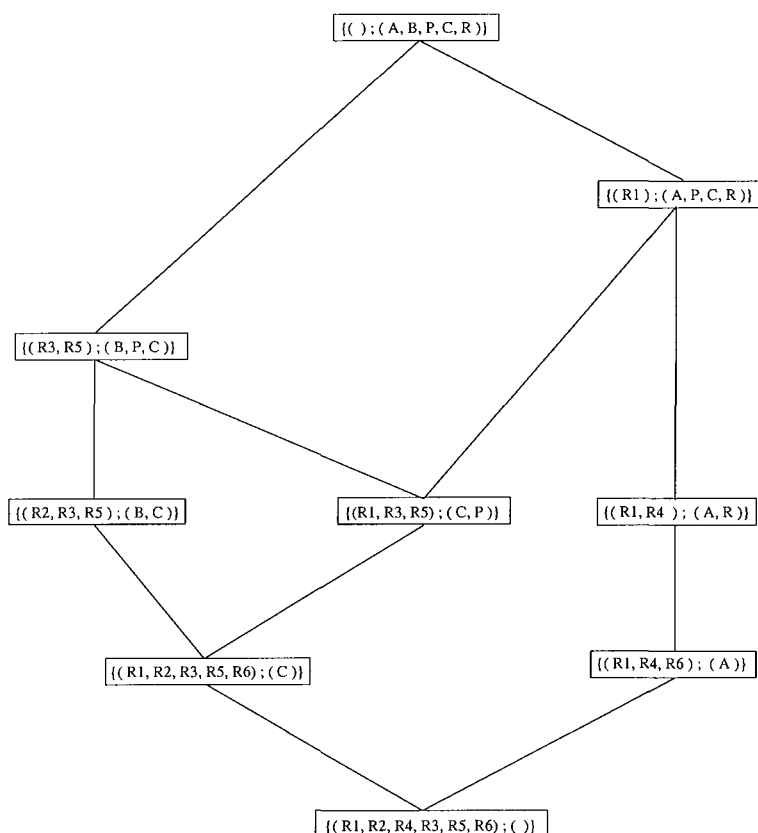 {( ) ; ( A, B, P, C, R )}
{( R1 ) ; ( A, P, C, R )}
{( R3, R5 ) ; ( B, P, C )}
{( R2, R3, R5 ) ; ( B, C )}
{(R1, R3, R5) ; ( C, P )}
{( R1, R4 ) ; ( A, R )}
{( R1, R2, R3, R5, R6) ; ( C )}
{( R1, R4, R6 ) ; ( A )}
{( R1, R2, R4, R3, R5, R6) ; ( )}